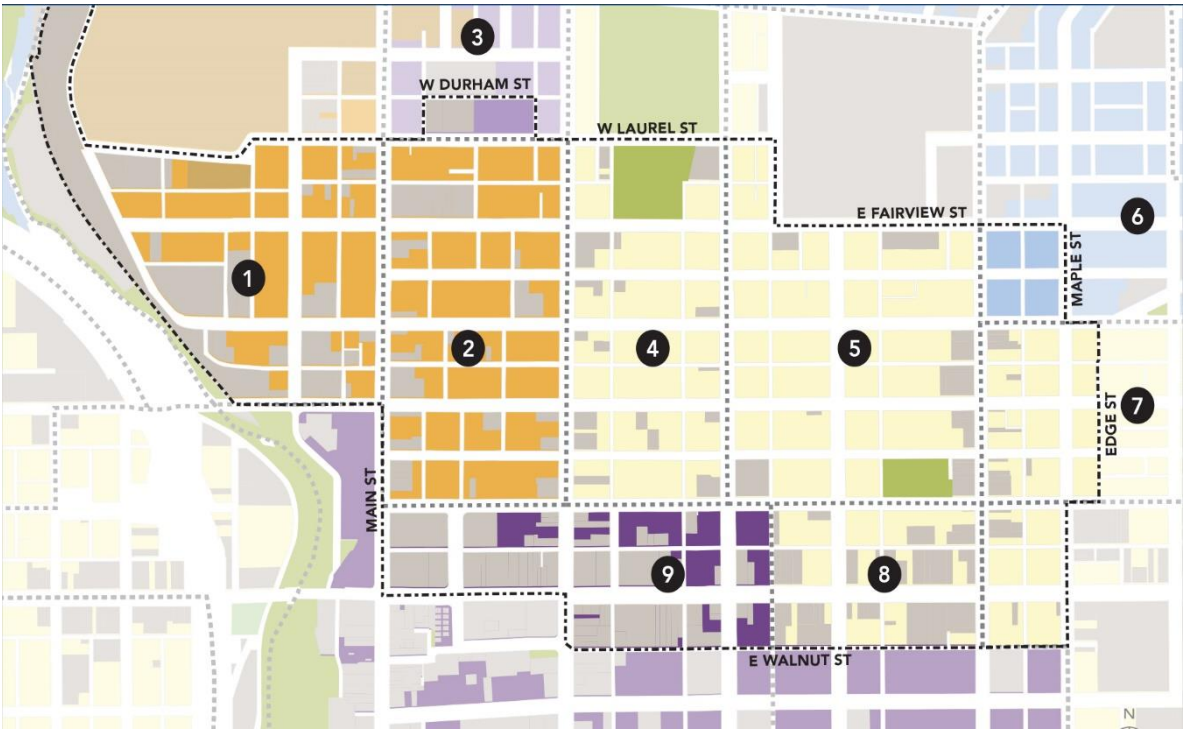 3
W DURHAM ST
W LAUREL ST
E FAIRVIEW ST
6
MAPLE ST
1
2
4
5
7
EDGE ST
MAIN ST
9
8
E WALNUT ST
N